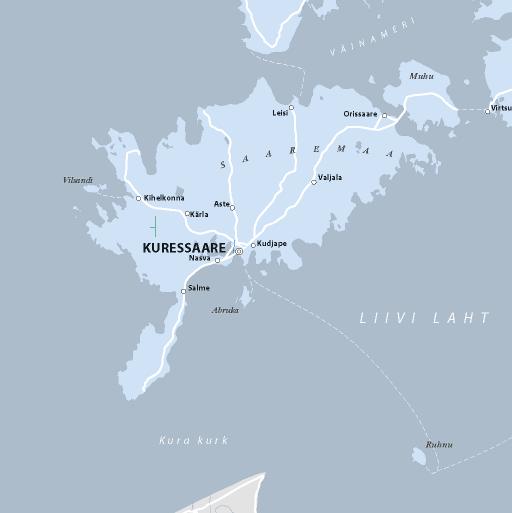 VÄINAMERI
Muhu
Virtsu
Leisi
Orissaare
SAAREMAA
Vilsandi
Valjala
Kihelkonna
Aste
Kärla
KURESSAARE
Kudjape
Nasva
Salme
Abruka
LIIVI LAHT
Kura kurk
Ruhnu